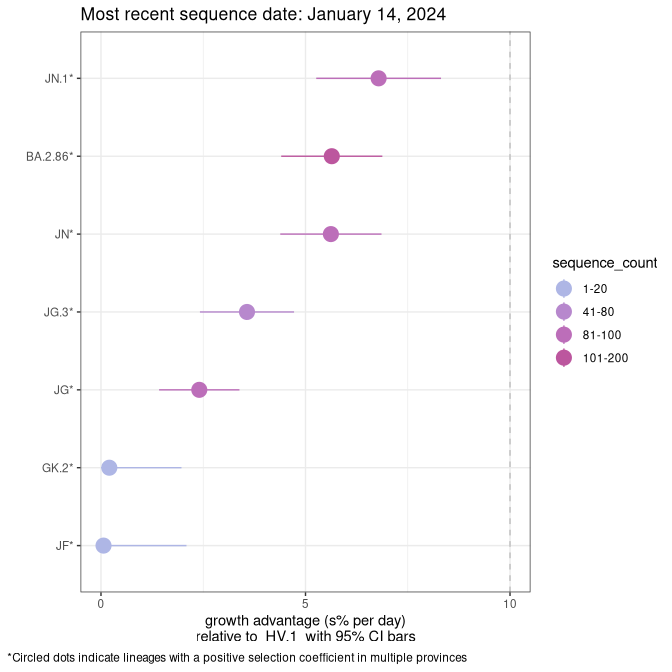 Most recent sequence date: January 14, 2024
JN.1*
BA.2.86*
JN*
JG.3*
JG*
GK.2*
JF*
0
5
10
growth advantage (s% per day)
relative to  HV.1  with 95% CI bars
sequence_count
1-20
41-80
81-100
101-200
*Circled dots indicate lineages with a positive selection coefficient in multiple provinces